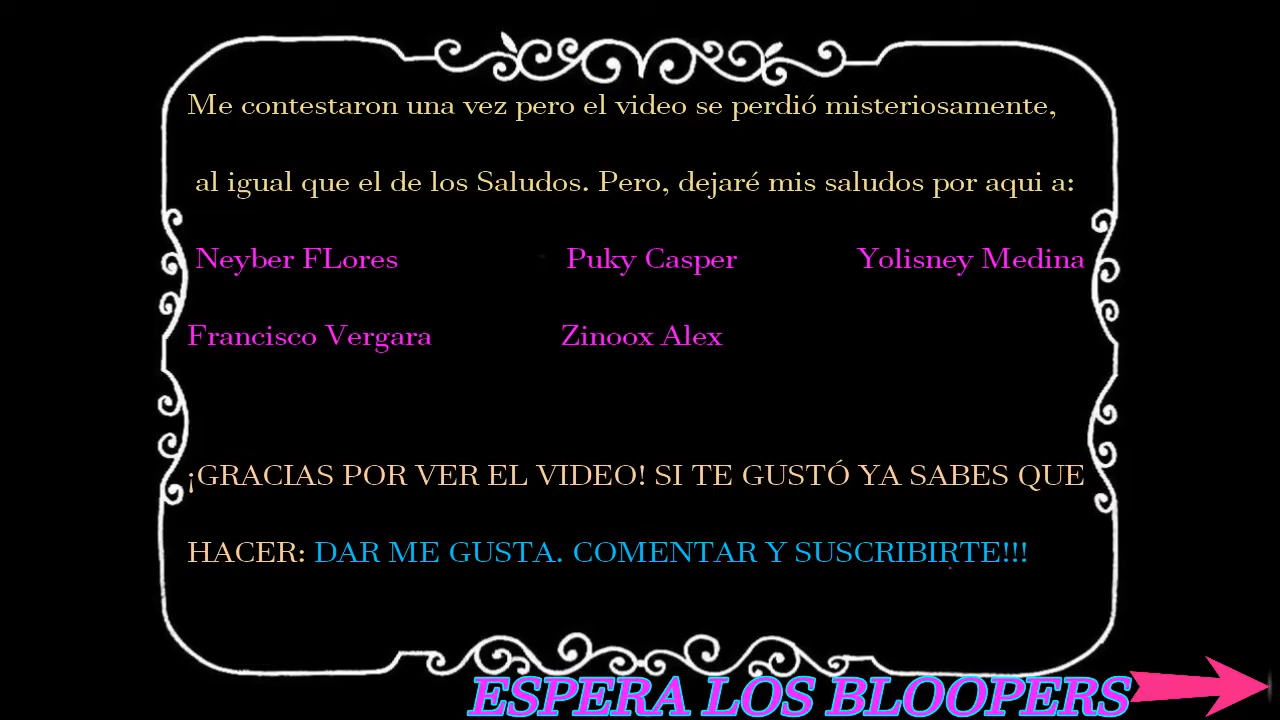 Me contestaron una vez pero el video se perdió misteriosamente,
al igual que el de los Saludos. Pero, dejaré mis saludos por aqui a:
Neyber FLores Puky Casper Yolisney Medina
Francisco Vergara Zinoox Alex
¡GRACIAS POR VER EL VIDEO! SI TE GUSTÓ YA SABES QUE
HACER: DAR ME GUSTA. COMENTAR Y SUSCRIBIRTE!!!
ESPERA LOS BLOOPERS